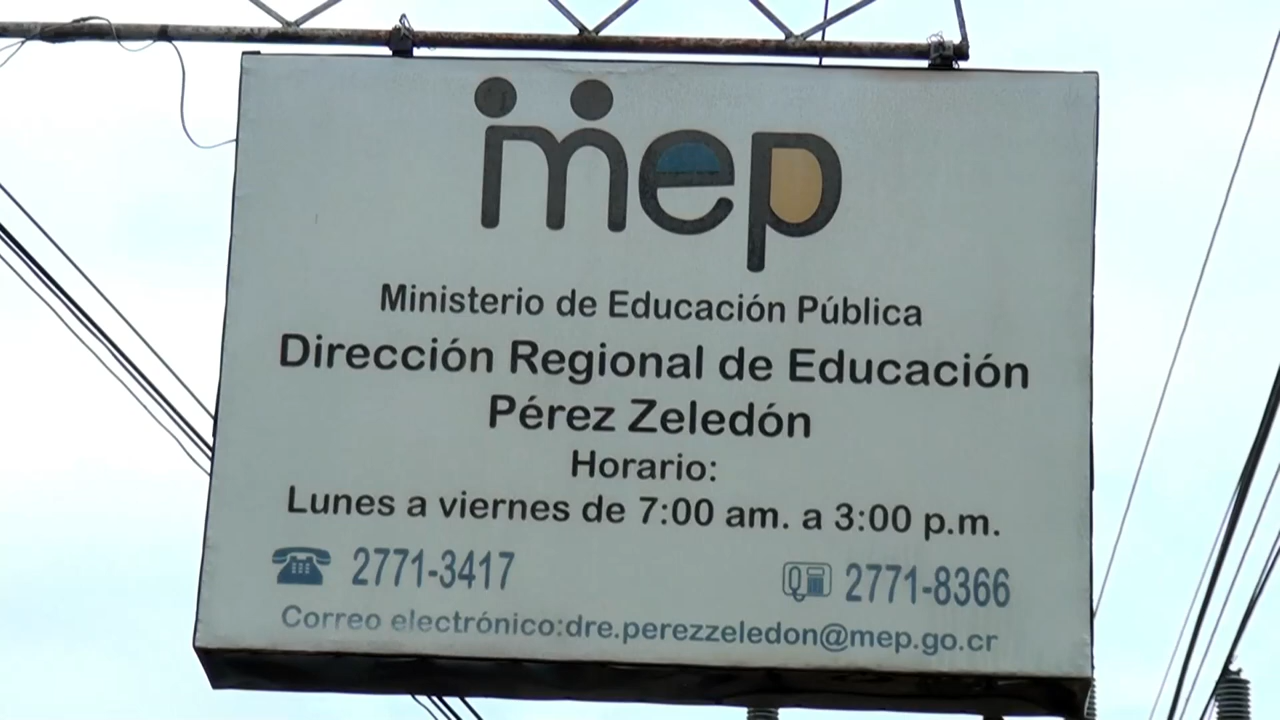 mep
Ministerio de Educación Pública
Dirección Regional de Educación
Pérez Zeledón
Horario:
Lunes a viernes de 7:00 am. a 3:00 p.m.
2771-3417 2771-8366
Correo electrónico:dre.perezzeledon@mep.go.cr